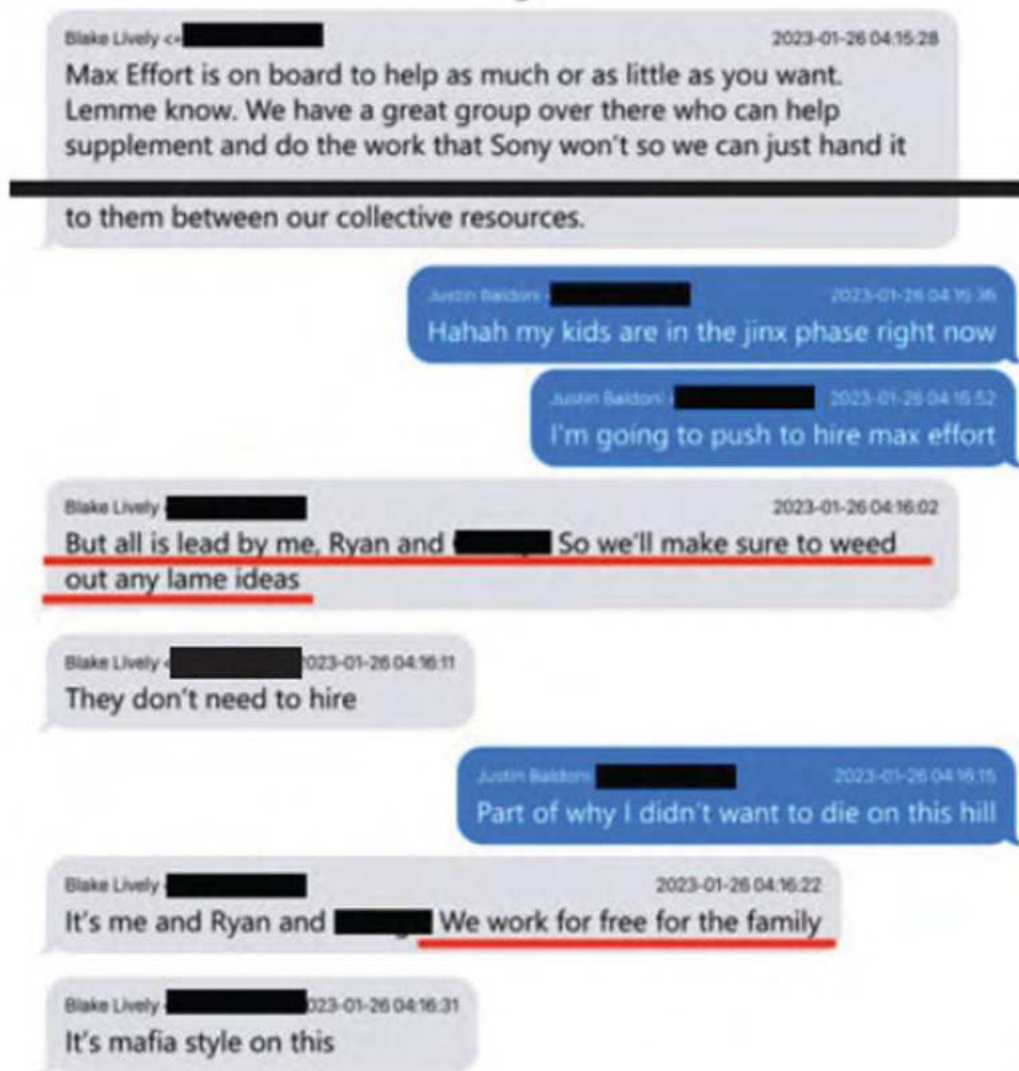 Blake Lively <
2023-01-26 04:15:28
Max Effort is on board to help as much or as little as you want.
Lemme know. We have a great group over there who can help
supplement and do the work that Sony won't so we can just hand it
to them between our collective resources.
Justin Baldoni
2023-01-26 04:15:36
Hahah my kids are in the jinx phase right now
Justin Baldoni
2023-01-26 04:15:52
I'm going to push to hire max effort
Blake Lively
2023-01-26 04:16:02
But all is lead by me, Ryan and So we'll make sure to weed
out any lame ideas
Blake Lively <
023-01-26 04:16:11
They don't need to hire
Justin Baldoni
2023-01-26 04:16:15
Part of why I didn't want to die on this hill
Blake Lively
2023-01-26 04:16:22
It's me and Ryan and We work for free for the family
Blake Lively
023-01-26 04:16:31
It's mafia style on this